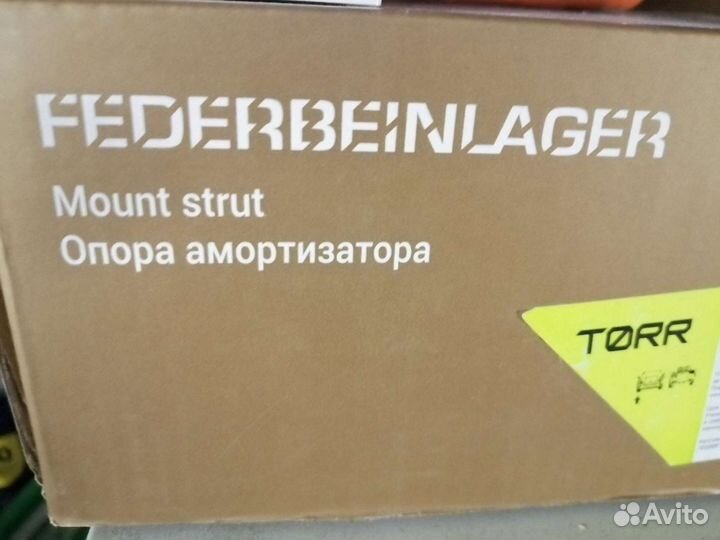 FEDERBEINLAGER
Mount strut
Опора амортизатора
TØRR
Avito